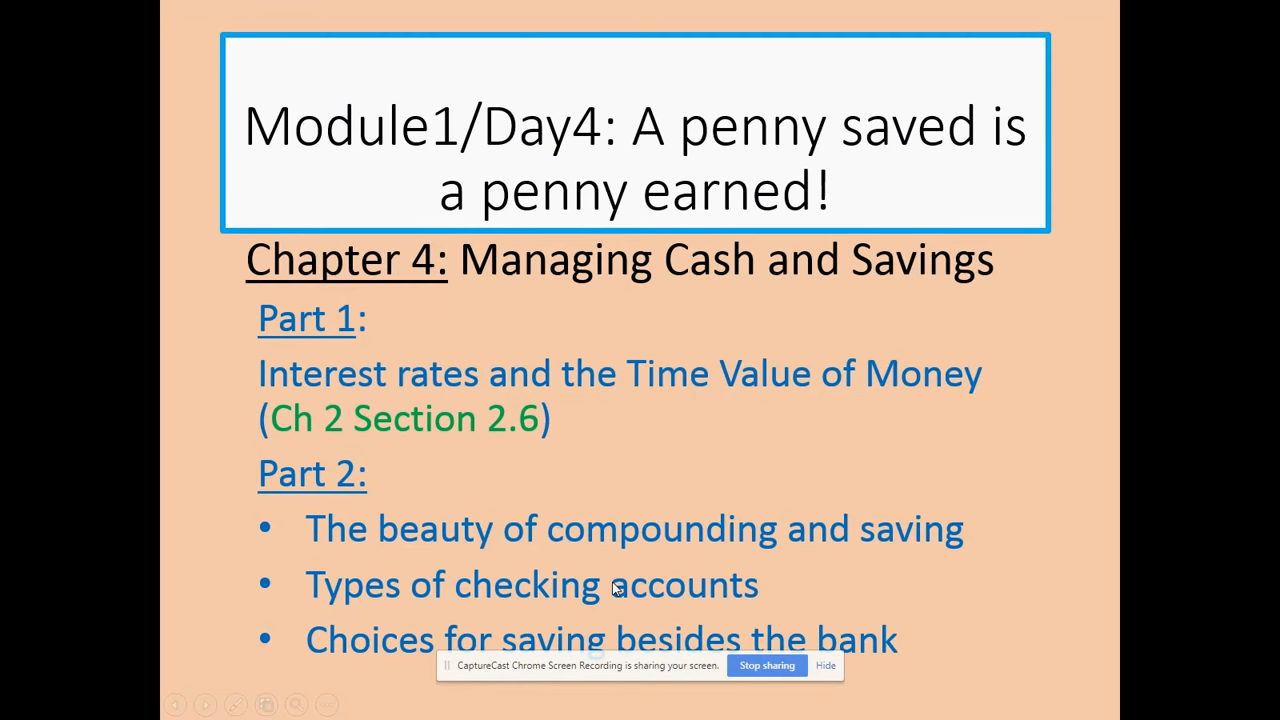 Module1/Day4: A penny saved is
a penny earned!
Chapter 4: Managing Cash and Savings
Part 1:
Interest rates and the Time Value of Money
(Ch 2 Section 2.6)
Part 2:
• The beauty of compounding and saving
• Types of checking accounts
• Choices for saving besides the bank
CaptureCast Chrome Screen Recording is sharing your screen. Stop sharing Hide